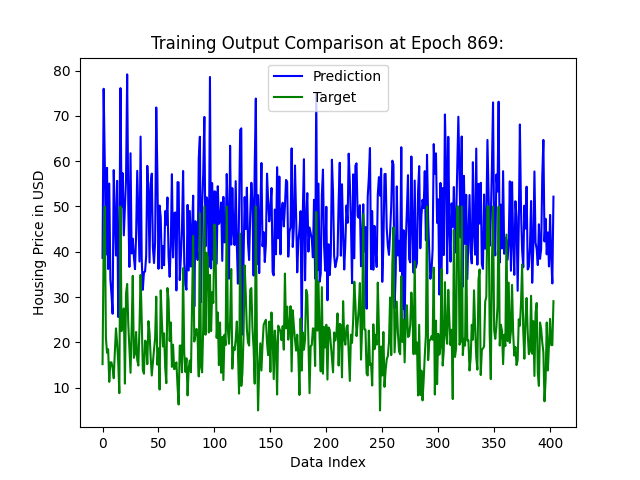 Training Output Comparison at Epoch 869:
Prediction
Target
Housing Price in USD
80
70
60
50
40
30
20
10
0 50 100 150 200 250 300 350 400
Data Index